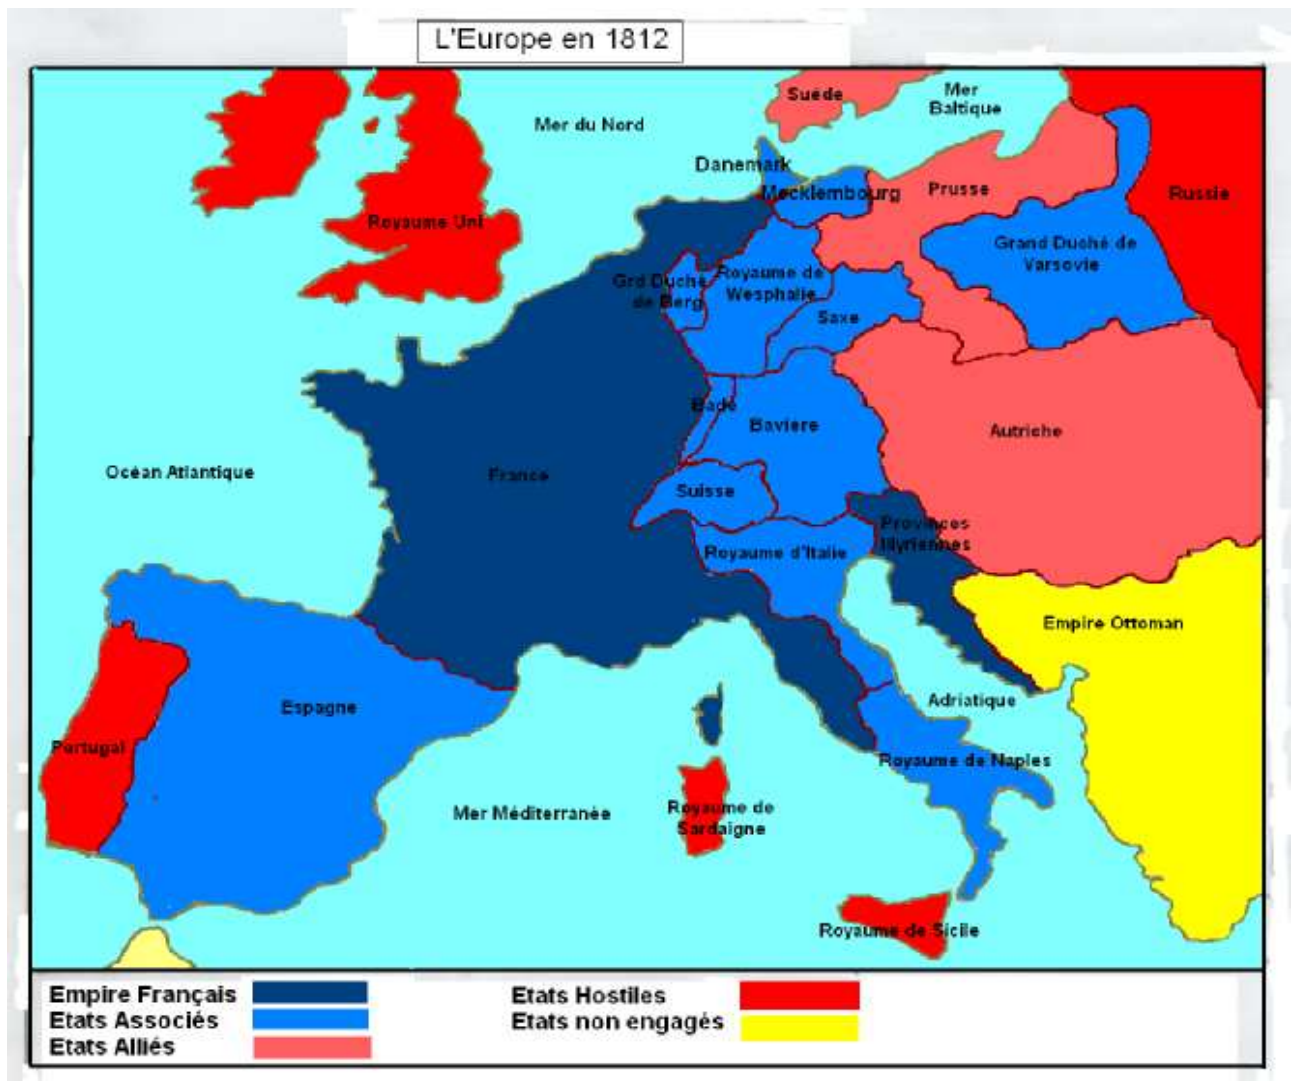 L'Europe en 1812
Suéde
Mer
Baltique
Mer du Nord
Danemark
Mecklembourg
Prusse
Russie
Royaume Uni
Grand Duché de
Varsovie
Grd Duché
de Berg
Royaume de
Wesphalie
Saxe
Bade
Baviere
Autriche
Océan Atlantique
France
Suisse
Provinces
Illyriennes
Royaume d'Italie
Empire Ottoman
Espagne
Adriatique
Portugal
Royaume de Naples
Mer Méditerranée
Royaume de
Sardaigne
Royaume de Sicile
Empire Français
Etats Associés
Etats Alliés
Etats Hostiles
Etats non engagés